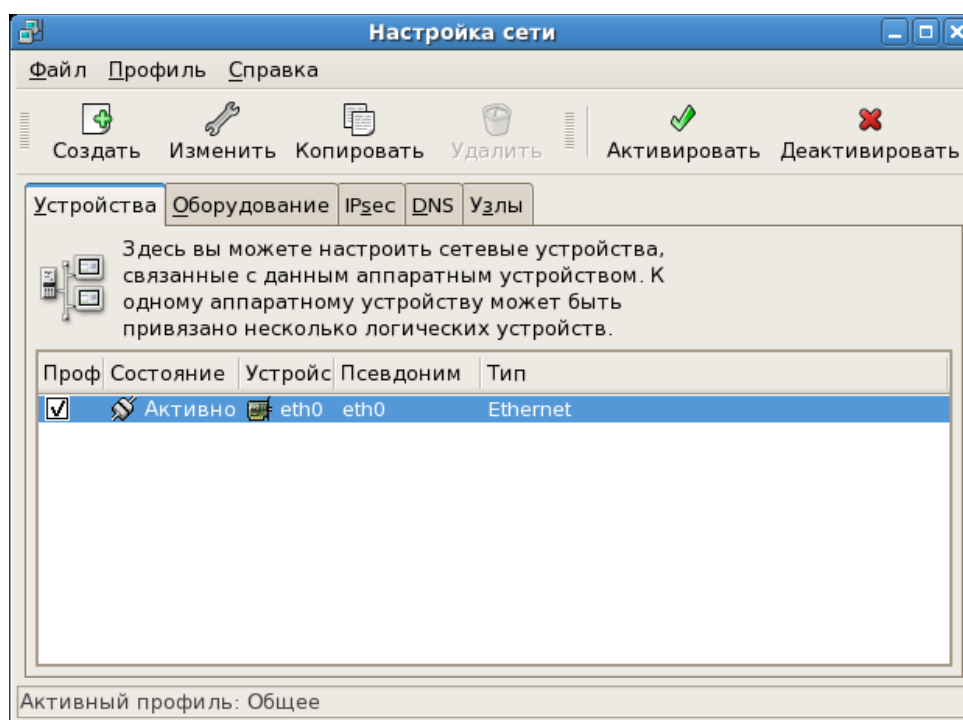 Настройка сети
Файл Профиль Справка
Создать Изменить Копировать Удалить Активировать Деактивировать
Устройства Оборудование IPsec DNS Узлы
Здесь вы можете настроить сетевые устройства,
связанные с данным аппаратным устройством. К
одному аппаратному устройству может быть
привязано несколько логических устройств.
Проф Состояние Устройс Псевдоним Тип
Активно eth0 eth0 Ethernet
Активный профиль: Общее